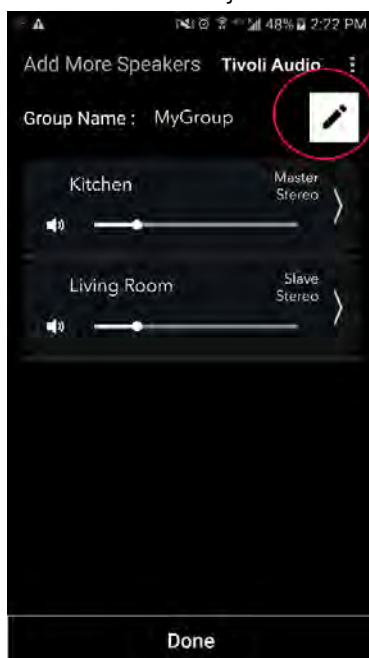 48% 2:22 PM
Add More Speakers Tivoli Audio
Group Name : MyGroup
Kitchen
Master
Stereo
Living Room
Slave
Stereo
Done